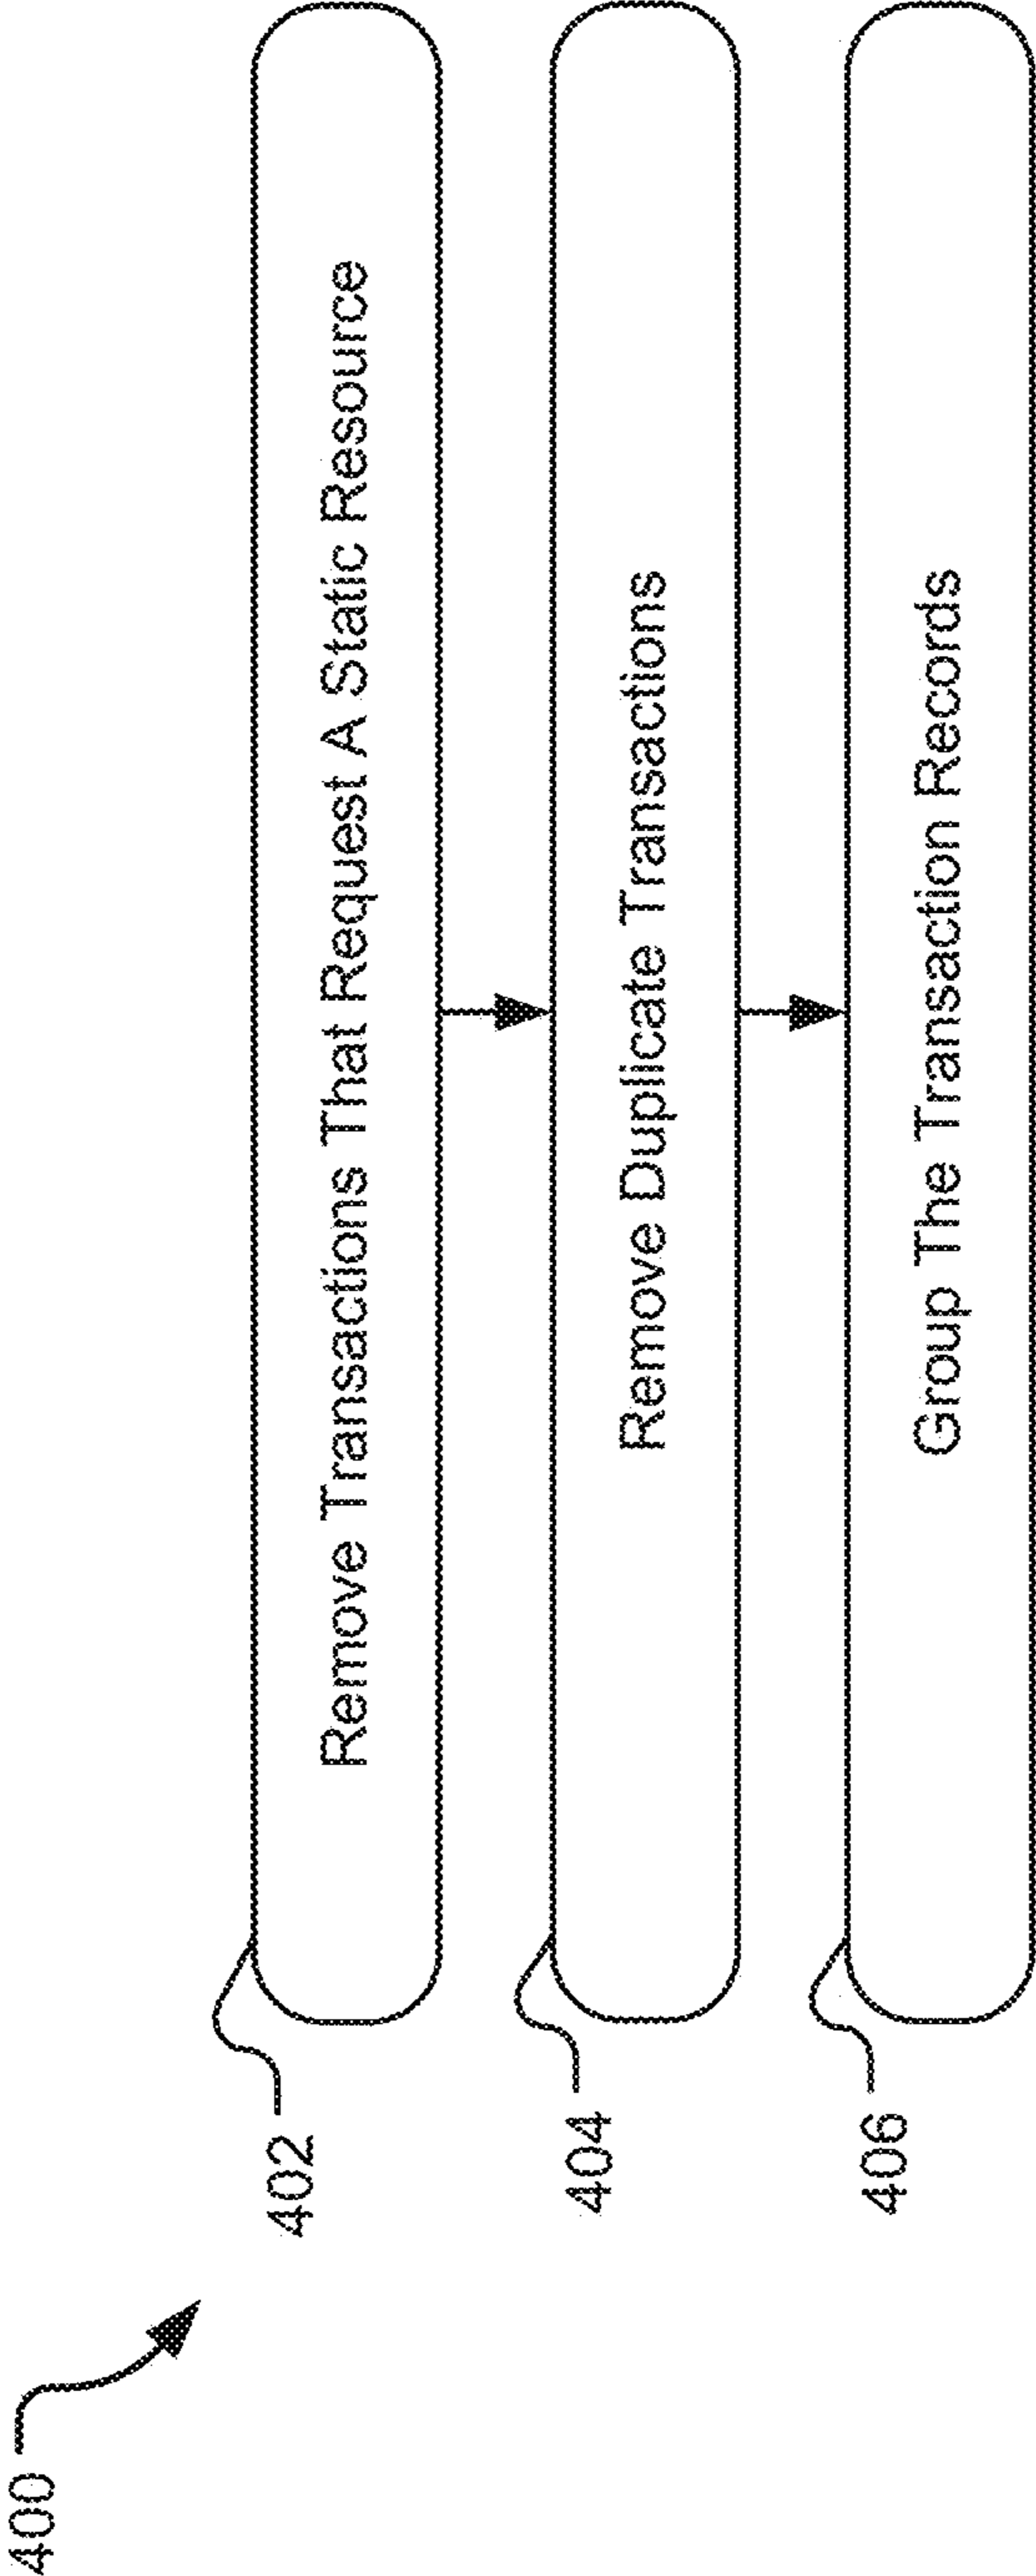 400
402
Remove Transactions That Request A Static Resource
404
Remove Duplicate Transactions
406
Group The Transaction Records